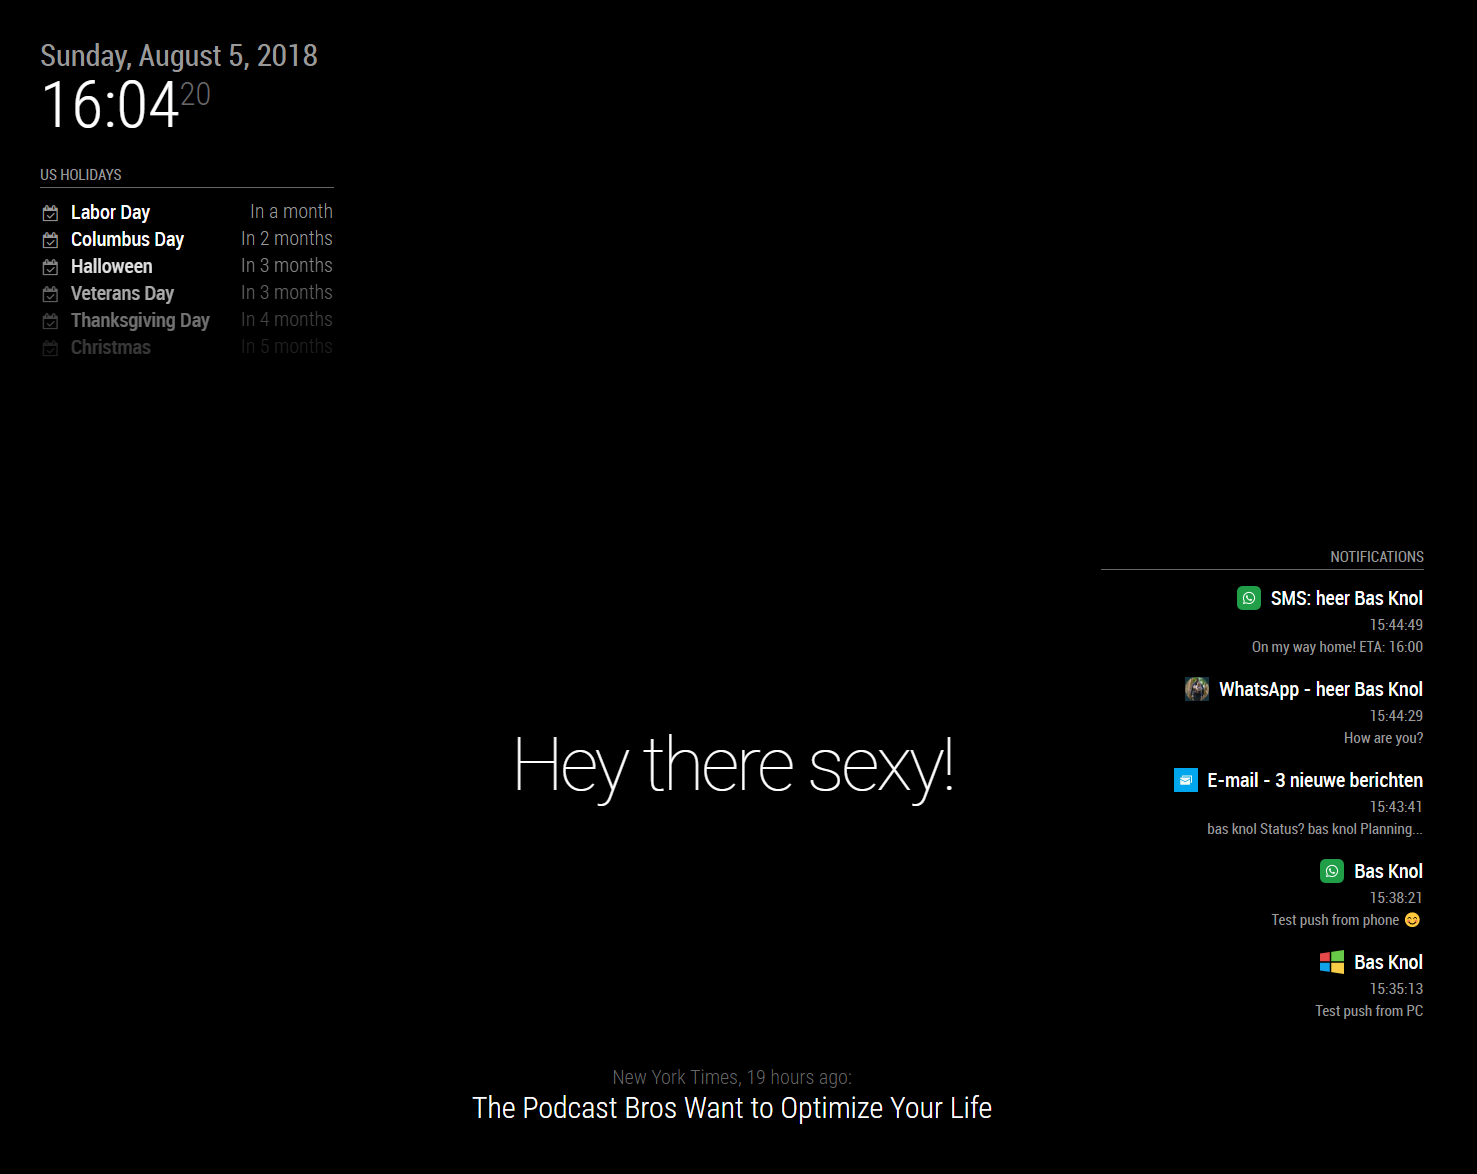 Sunday, August 5, 2018
16:04 20
US HOLIDAYS
Labor Day In a month
Columbus Day In 2 months
Halloween In 3 months
Veterans Day In 3 months
Thanksgiving Day In 4 months
Christmas In 5 months
NOTIFICATIONS
SMS: heer Bas Knol
15:44:49
On my way home! ETA: 16:00
WhatsApp - heer Bas Knol
15:44:29
How are you?
E-mail - 3 nieuwe berichten
15:43:41
bas knol Status? bas knol Planning...
Bas Knol
15:38:21
Test push from phone 😊
Bas Knol
15:35:13
Test push from PC
Hey there sexy!
New York Times, 19 hours ago:
The Podcast Bros Want to Optimize Your Life